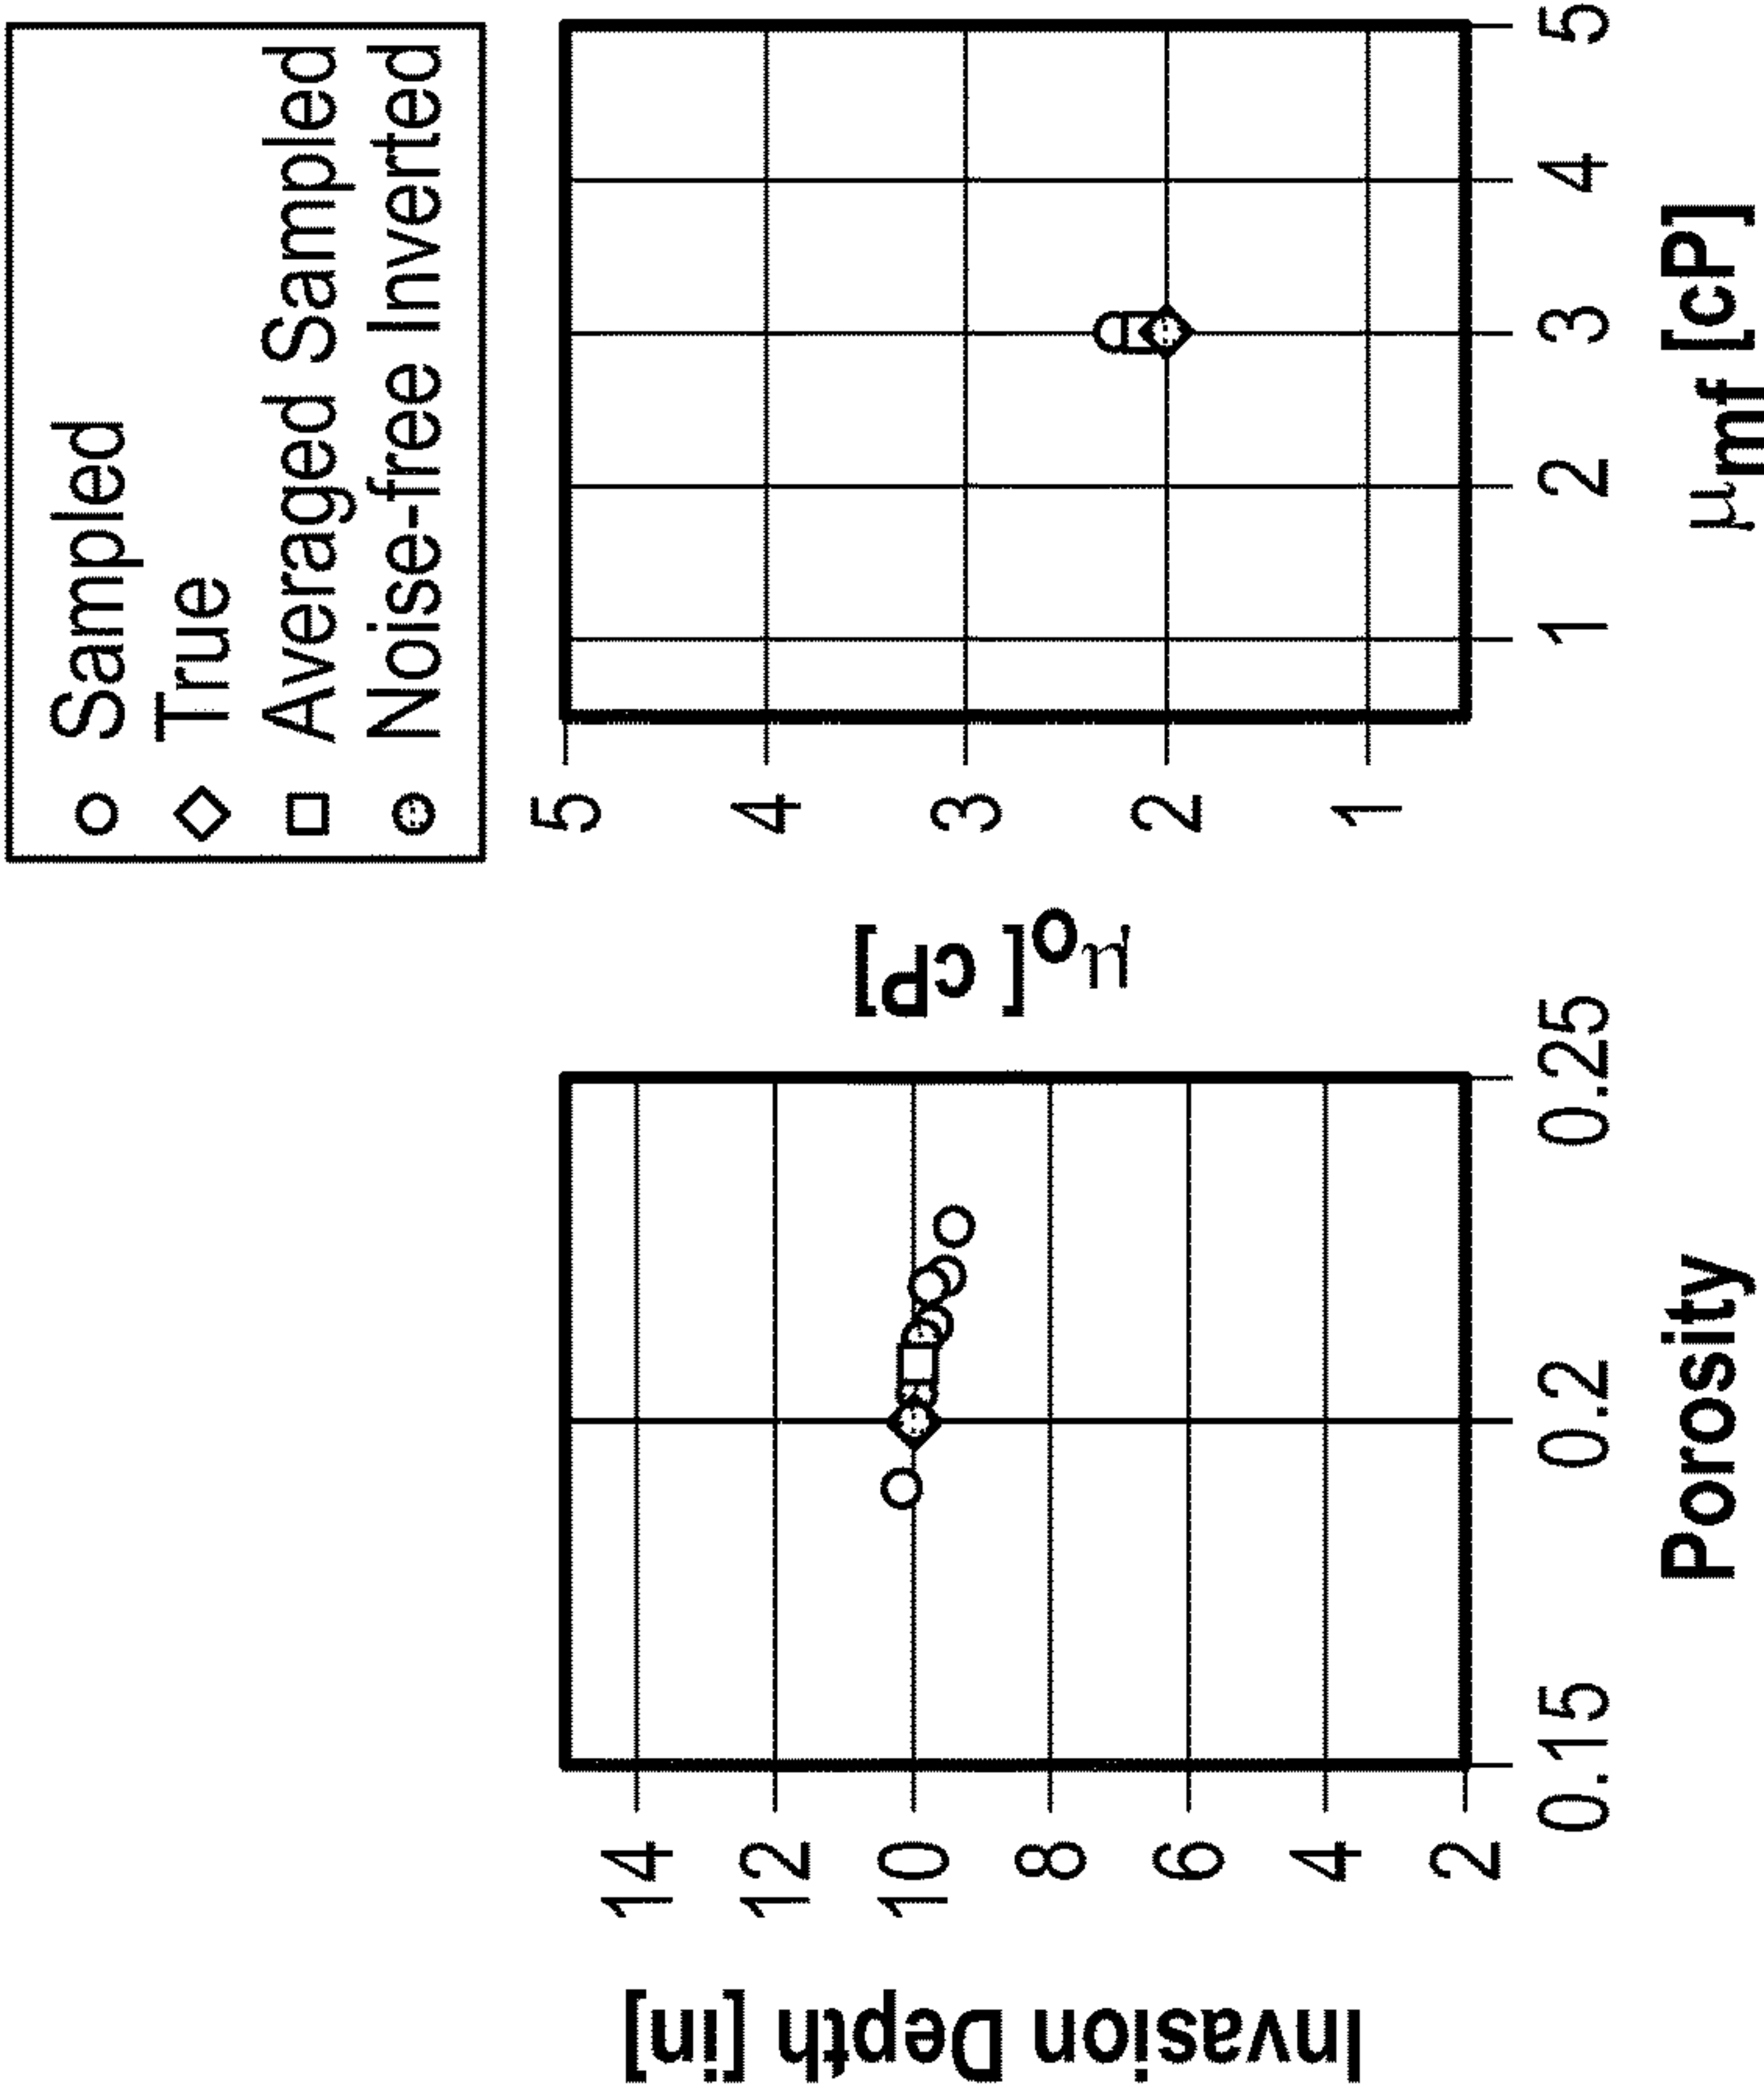 Sampled
True
Averaged Sampled
Noise-free Inverted
Invasion Depth [in]
14
12
10
8
6
4
2
0.15
0.2
0.25
Porosity
μo[ cP]
5
4
3
2
1
1
2
3
4
5
μmf [cP]